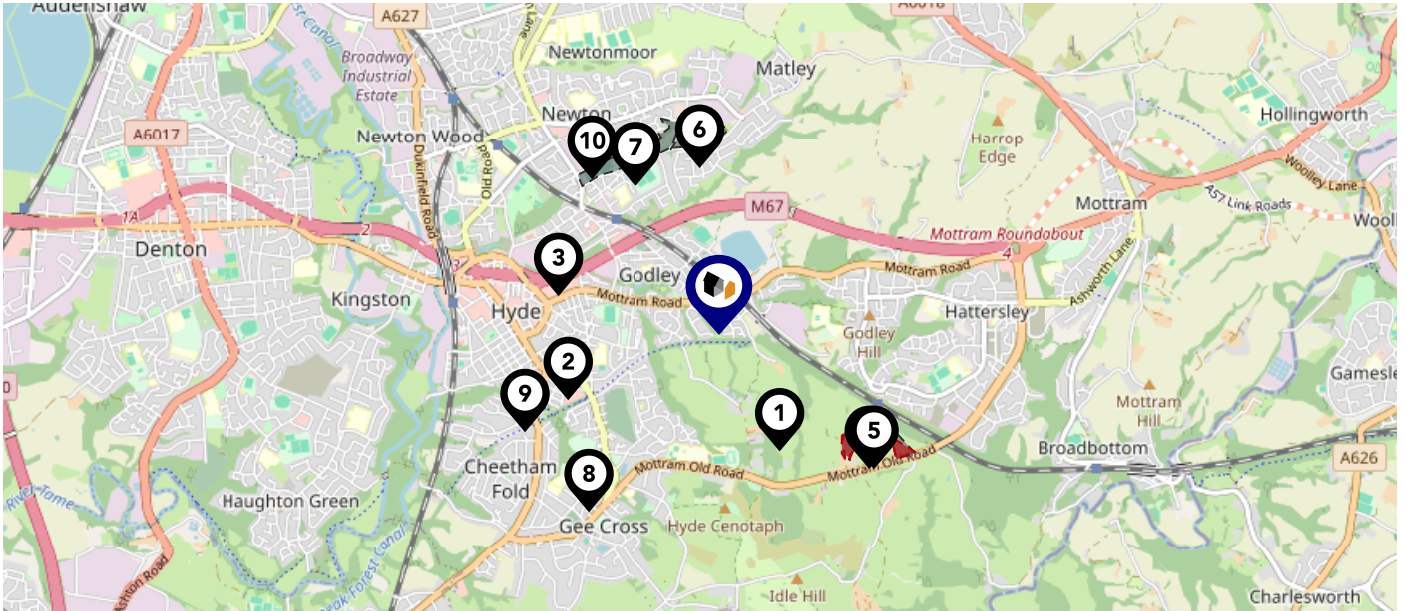 Audenshaw
A627
A6018
Newtonmoor
Broadway
Industrial
Estate
Matley
Newton
10
7
6
Newton Wood
A6017
Dukinfield Road
Old Road
Harrop
Edge
Hollingworth
Woolley Lane
A57 Link Roads
Mottram
M67
Mottram Roundabout
1A
2
3
4
Denton
3
Godley
Mottram Road
Mottram Road
Ashworth Lane
Kingston
Hyde
Godley
Hill
Hattersley
2
9
1
5
Mottram
Hill
Broadbottom
A626
Cheetham
Fold
8
Mottram Old Road
Mottram Old Road
River Tame
Haughton Green
Gee Cross
Hyde Cenotaph
Idle Hill
Charlesworth